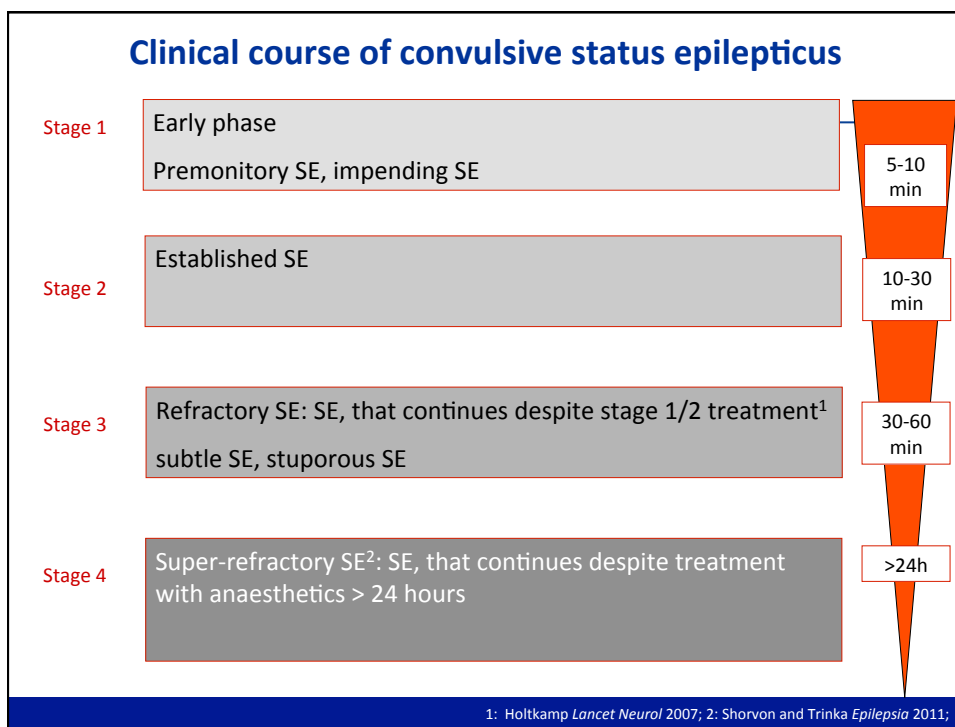 Clinical course of convulsive status epilepticus
Stage 1
Early phase
Premonitory SE, impending SE
5-10
min
Stage 2
Established SE
10-30
min
Stage 3
Refractory SE: SE, that continues despite stage 1/2 treatment¹
subtle SE, stuporous SE
30-60
min
Stage 4
Super-refractory SE²: SE, that continues despite treatment
with anaesthetics > 24 hours
>24h
1: Holtkamp Lancet Neurol 2007; 2: Shorvon and Trinka Epilepsia 2011;